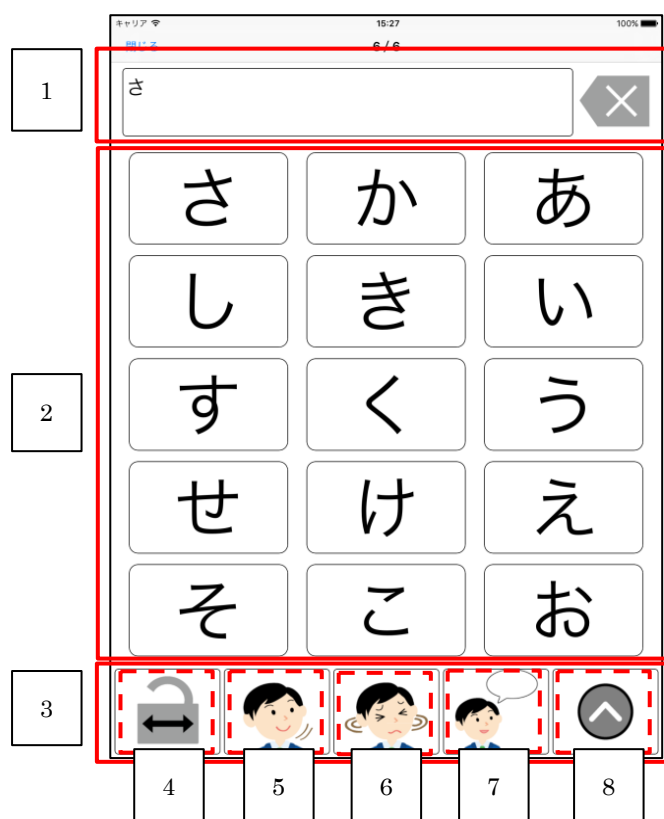 キャリア 15:27 100%
閉じる 6/6
1
さ
さ か あ
し き い
2
す く う
せ け え
そ こ お
3
4 5 6 7 8